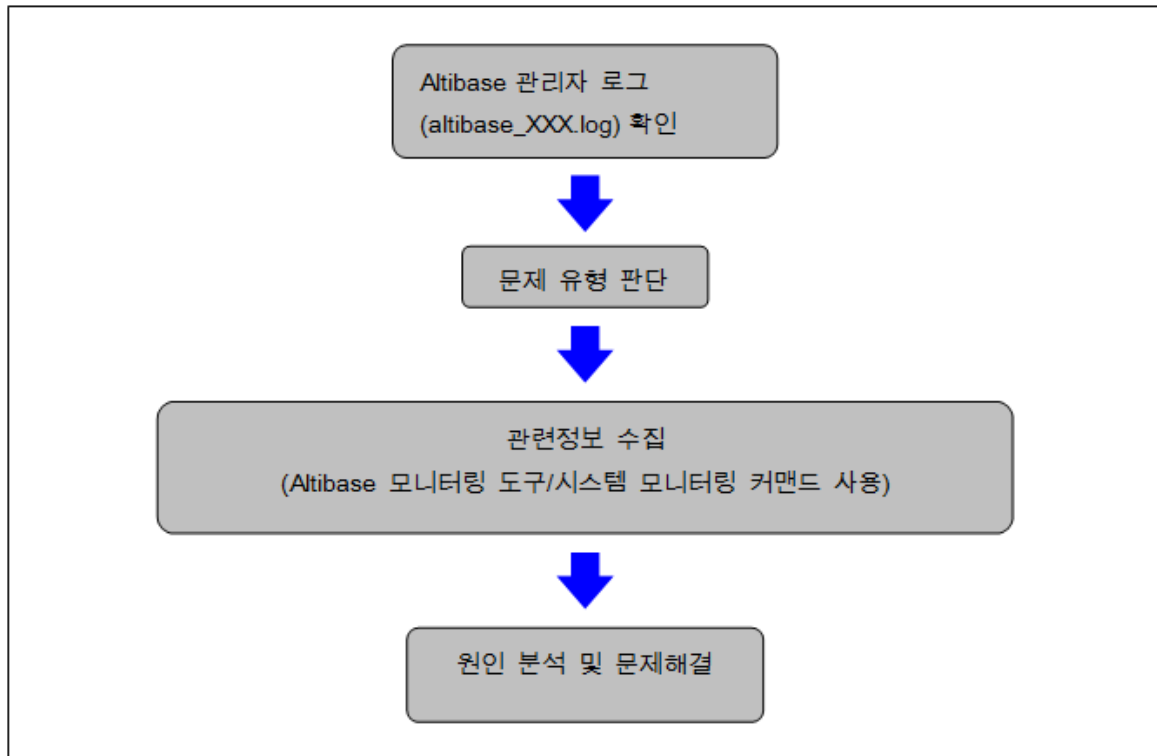 Altibase 관리자 로그
(altibase_XXX.log) 확인
문제 유형 판단
관련정보 수집
(Altibase 모니터링 도구/시스템 모니터링 커맨드 사용)
원인 분석 및 문제해결